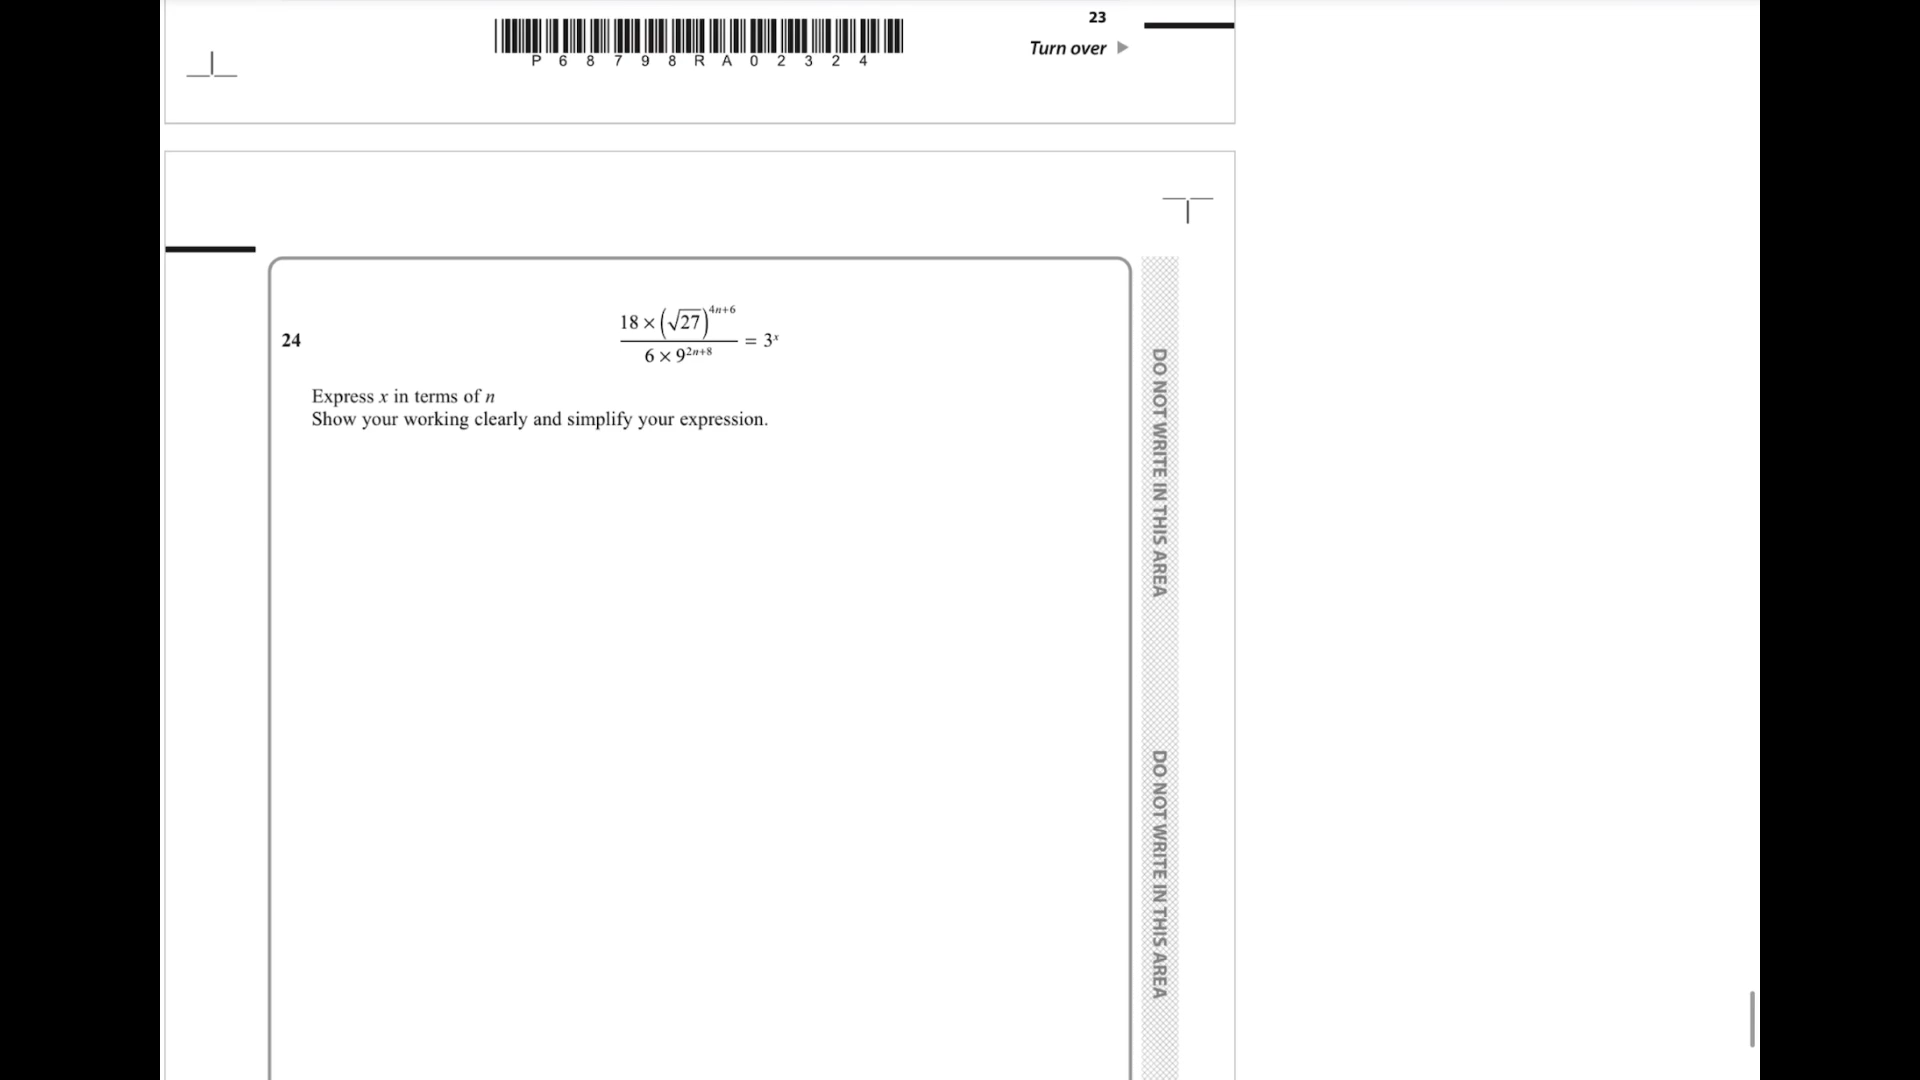 23
Turn over
P 6 8 7 9 8 R A 0 2 3 2 4
24
18 × (√27)^{4n+6} / 6 × 9^{2n+8} = 3^x
Express x in terms of n
Show your working clearly and simplify your expression.
DO NOT WRITE IN THIS AREA
DO NOT WRITE IN THIS AREA